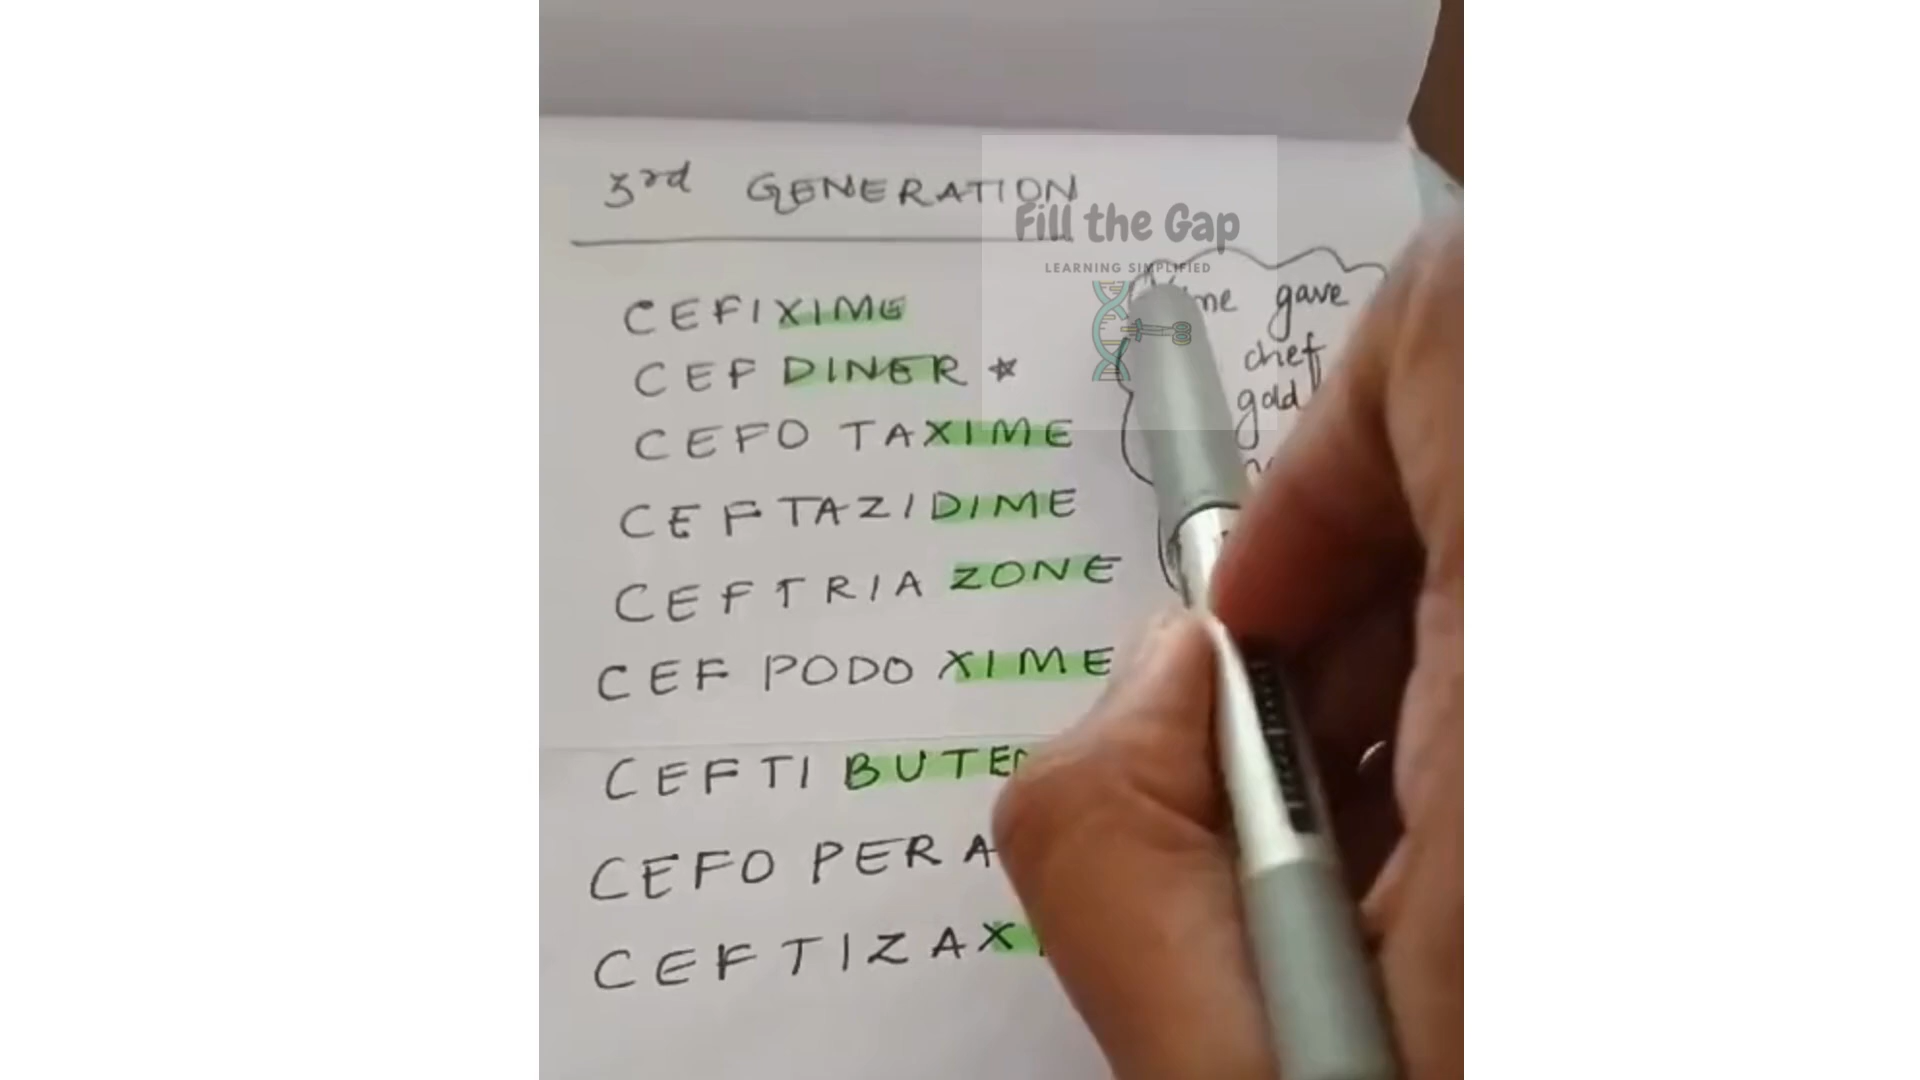 3rd GENERATION
Fill the Gap
LEARNING SIMPLIFIED
gave
chef
gold
CEFIXIME
CEF DINER *
CEFO TAXIME
CEFTAZIDIME
CEFTRIA ZONE
CEF PODO XIME
CEFTI BUTE
CEFO PERA
CEFTIZAX